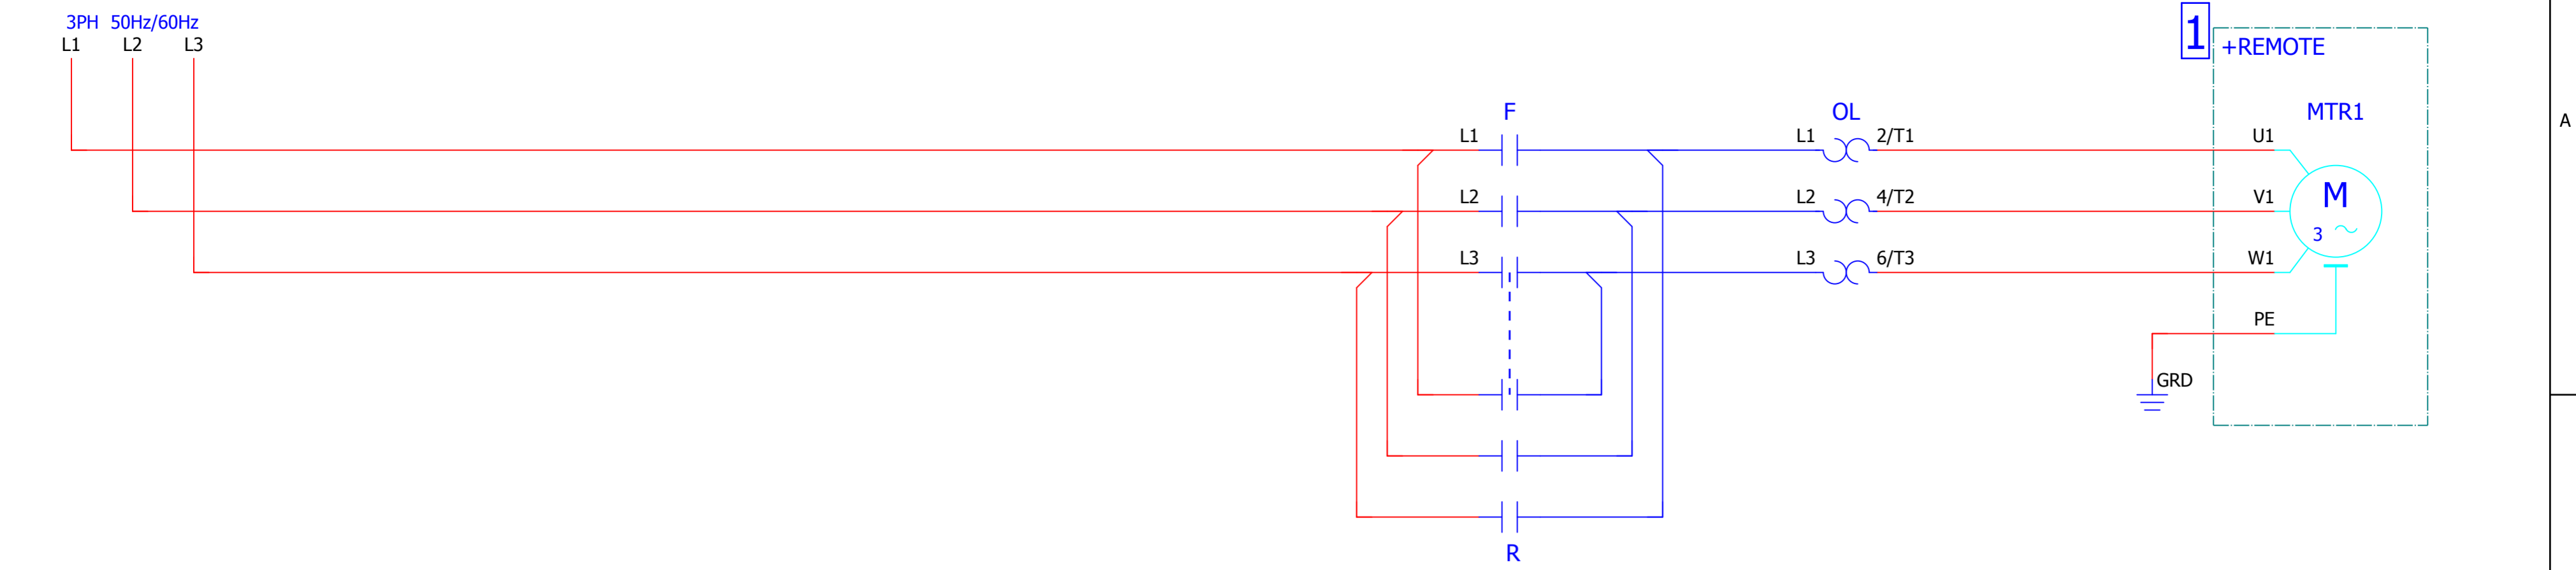 3PH 50Hz/60Hz
L1 L2 L3
1
+REMOTE
F OL MTR1
A
L1 L1 2/T1 U1
L2 L2 4/T2 V1
M
3
L3 L3 6/T3 W1
PE
GRD
R